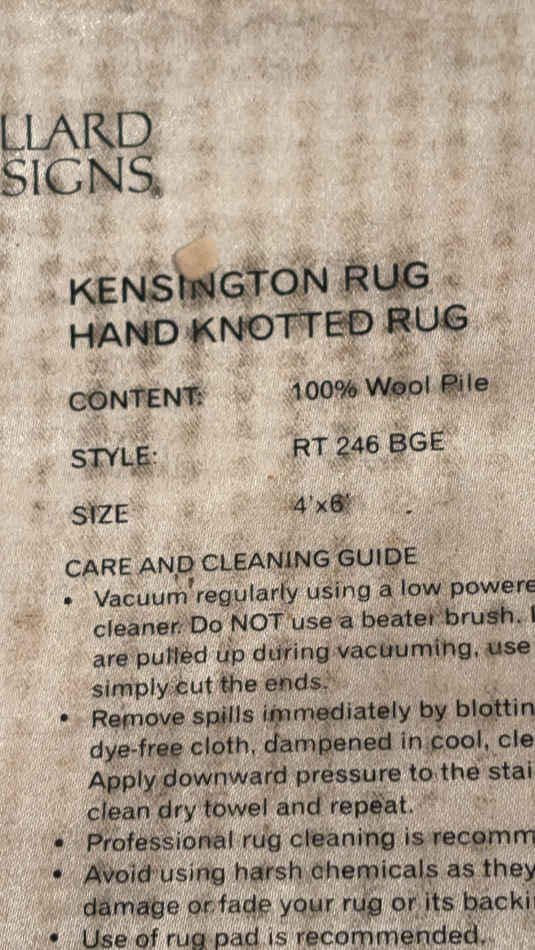 LLARD
SIGNS®
KENSINGTON RUG
HAND KNOTTED RUG
CONTENT: 100% Wool Pile
STYLE: RT 246 BGE
SIZE 4'x6'
CARE AND CLEANING GUIDE
• Vacuum regularly using a low powere
cleaner. Do NOT use a beater brush.
are pulled up during vacuuming, use
simply cut the ends.
• Remove spills immediately by blottin
dye-free cloth, dampened in cool, cle
Apply downward pressure to the stai
clean dry towel and repeat.
• Professional rug cleaning is recomm
• Avoid using harsh chemicals as they
damage or fade your rug or its backi
• Use of rug pad is recommended.